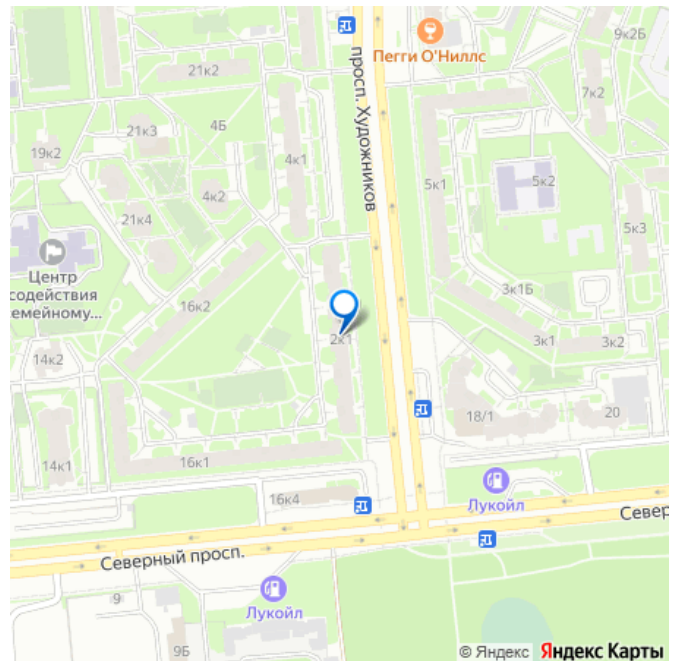 Пегги О'Ниллс
9к2Б
21к2
7к2
просп. Художников
4Б
21к3
19к2
4к1
5к1
5к2
4к2
21к4
5к3
Центр
содействия
емейному...
16к2
3к1Б
2к1
3к1
3к2
14к2
18/1
20
14к1
16к1
Лукойл
16к4
Север
Северный просп.
9
Лукойл
9Б
© Яндекс Яндекс Карты